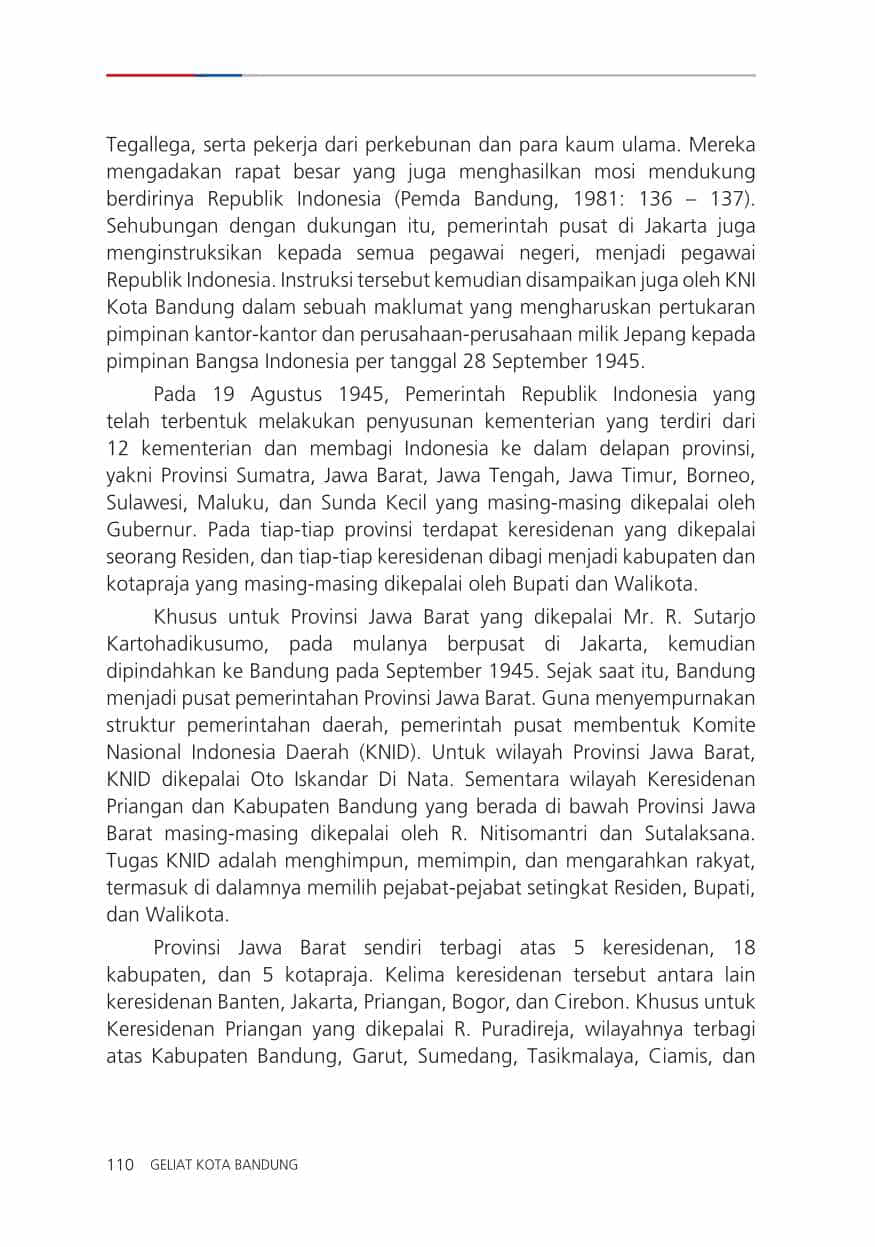 Tegallega, serta pekerja dari perkebunan dan para kaum ulama. Mereka
mengadakan rapat besar yang juga menghasilkan mosi mendukung
berdirinya Republik Indonesia (Pemda Bandung, 1981: 136 – 137).
Sehubungan dengan dukungan itu, pemerintah pusat di Jakarta juga
menginstruksikan kepada semua pegawai negeri, menjadi pegawai
Republik Indonesia. Instruksi tersebut kemudian disampaikan juga oleh KNI
Kota Bandung dalam sebuah maklumat yang mengharuskan pertukaran
pimpinan kantor-kantor dan perusahaan-perusahaan milik Jepang kepada
pimpinan Bangsa Indonesia per tanggal 28 September 1945.
Pada 19 Agustus 1945, Pemerintah Republik Indonesia yang
telah terbentuk melakukan penyusunan kementerian yang terdiri dari
12 kementerian dan membagi Indonesia ke dalam delapan provinsi,
yakni Provinsi Sumatra, Jawa Barat, Jawa Tengah, Jawa Timur, Borneo,
Sulawesi, Maluku, dan Sunda Kecil yang masing-masing dikepalai oleh
Gubernur. Pada tiap-tiap provinsi terdapat keresidenan yang dikepalai
seorang Residen, dan tiap-tiap keresidenan dibagi menjadi kabupaten dan
kotapraja yang masing-masing dikepalai oleh Bupati dan Walikota.
Khusus untuk Provinsi Jawa Barat yang dikepalai Mr. R. Sutarjo
Kartohadikusumo, pada mulanya berpusat di Jakarta, kemudian
dipindahkan ke Bandung pada September 1945. Sejak saat itu, Bandung
menjadi pusat pemerintahan Provinsi Jawa Barat. Guna menyempurnakan
struktur pemerintahan daerah, pemerintah pusat membentuk Komite
Nasional Indonesia Daerah (KNID). Untuk wilayah Provinsi Jawa Barat,
KNID dikepalai Oto Iskandar Di Nata. Sementara wilayah Keresidenan
Priangan dan Kabupaten Bandung yang berada di bawah Provinsi Jawa
Barat masing-masing dikepalai oleh R. Nitisomantri dan Sutalaksana.
Tugas KNID adalah menghimpun, memimpin, dan mengarahkan rakyat,
termasuk di dalamnya memilih pejabat-pejabat setingkat Residen, Bupati,
dan Walikota.
Provinsi Jawa Barat sendiri terbagi atas 5 keresidenan, 18
kabupaten, dan 5 kotapraja. Kelima keresidenan tersebut antara lain
keresidenan Banten, Jakarta, Priangan, Bogor, dan Cirebon. Khusus untuk
Keresidenan Priangan yang dikepalai R. Puradireja, wilayahnya terbagi
atas Kabupaten Bandung, Garut, Sumedang, Tasikmalaya, Ciamis, dan
110 GELIAT KOTA BANDUNG